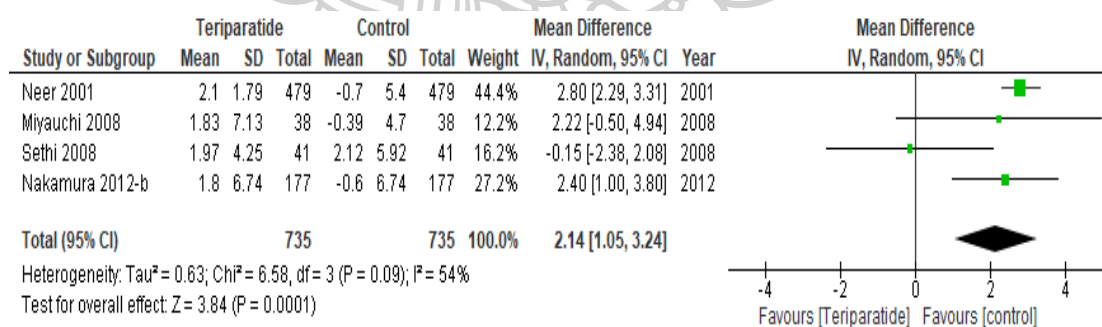 Teriparatide Control Mean Difference Mean Difference
Study or Subgroup Mean SD Total Mean SD Total Weight IV, Random, 95% CI Year IV, Random, 95% CI
Neer 2001 2.1 1.79 479 -0.7 5.4 479 44.4% 2.80 [2.29, 3.31] 2001
Miyauchi 2008 1.83 7.13 38 -0.39 4.7 38 12.2% 2.22 [-0.50, 4.94] 2008
Sethi 2008 1.97 4.25 41 2.12 5.92 41 16.2% -0.15 [-2.38, 2.08] 2008
Nakamura 2012-b 1.8 6.74 177 -0.6 6.74 177 27.2% 2.40 [1.00, 3.80] 2012
Total (95% CI) 735 735 100.0% 2.14 [1.05, 3.24]
Heterogeneity: Tau² = 0.63; Chi² = 6.58, df = 3 (P = 0.09); I² = 54%
Test for overall effect: Z = 3.84 (P = 0.0001)
-4 -2 0 2 4
Favours [Teriparatide] Favours [control]